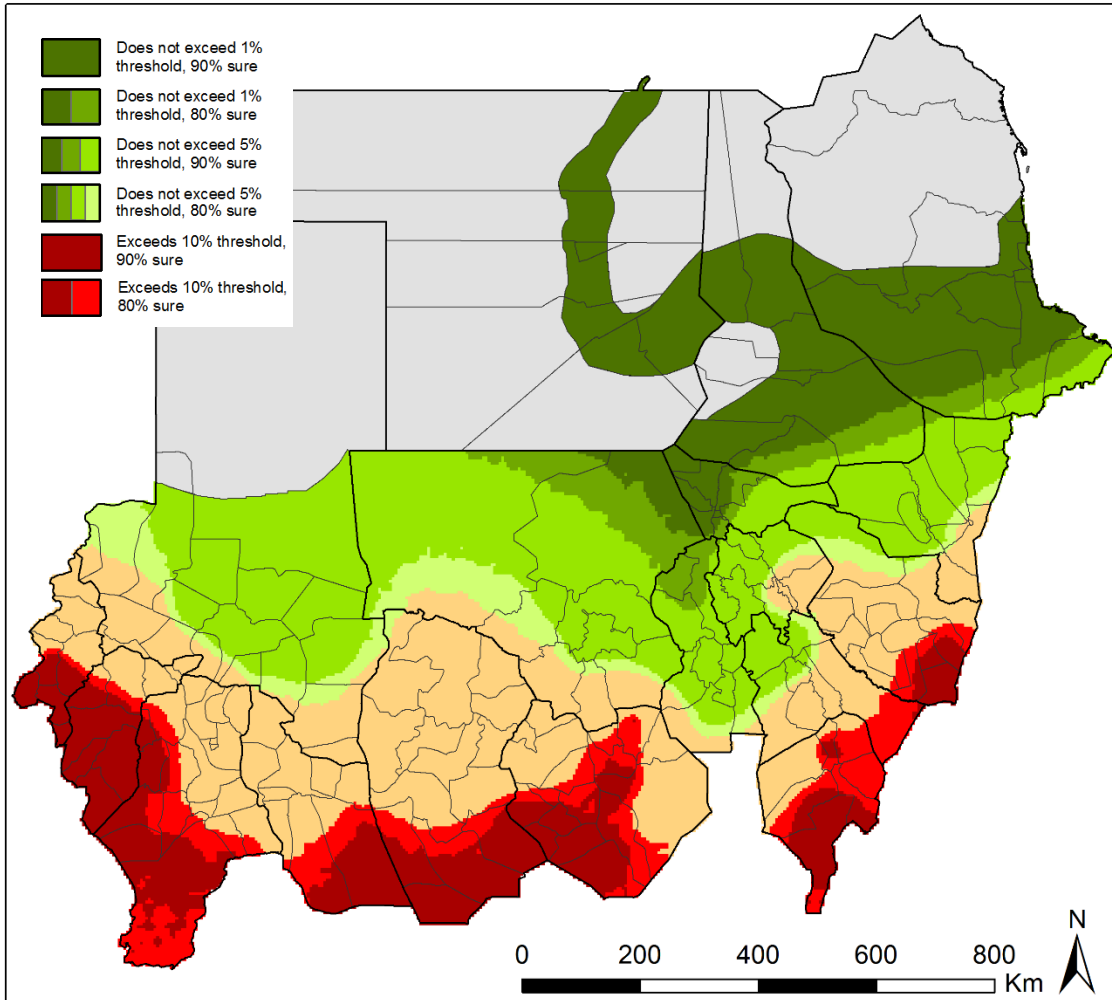 Does not exceed 1%
threshold, 90% sure
Does not exceed 1%
threshold, 80% sure
Does not exceed 5%
threshold, 90% sure
Does not exceed 5%
threshold, 80% sure
Exceeds 10% threshold,
90% sure
Exceeds 10% threshold,
80% sure
N
0 200 400 600 800
Km